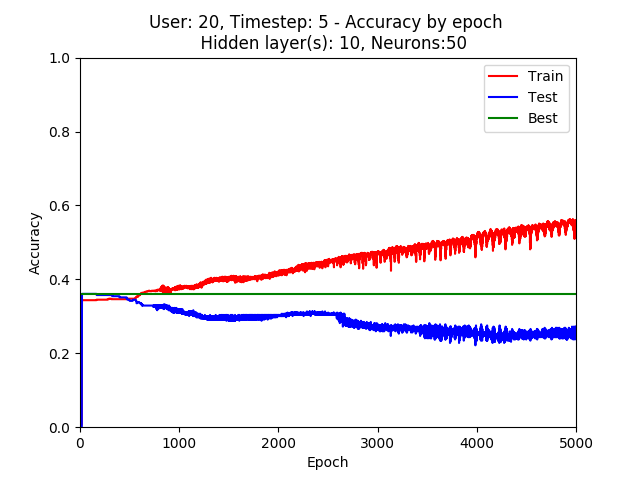 User: 20, Timestep: 5 - Accuracy by epoch
Hidden layer(s): 10, Neurons:50
1.0
0.8
0.6
0.4
0.2
0.0
Accuracy
Train
Test
Best
0
1000
2000
3000
4000
5000
Epoch